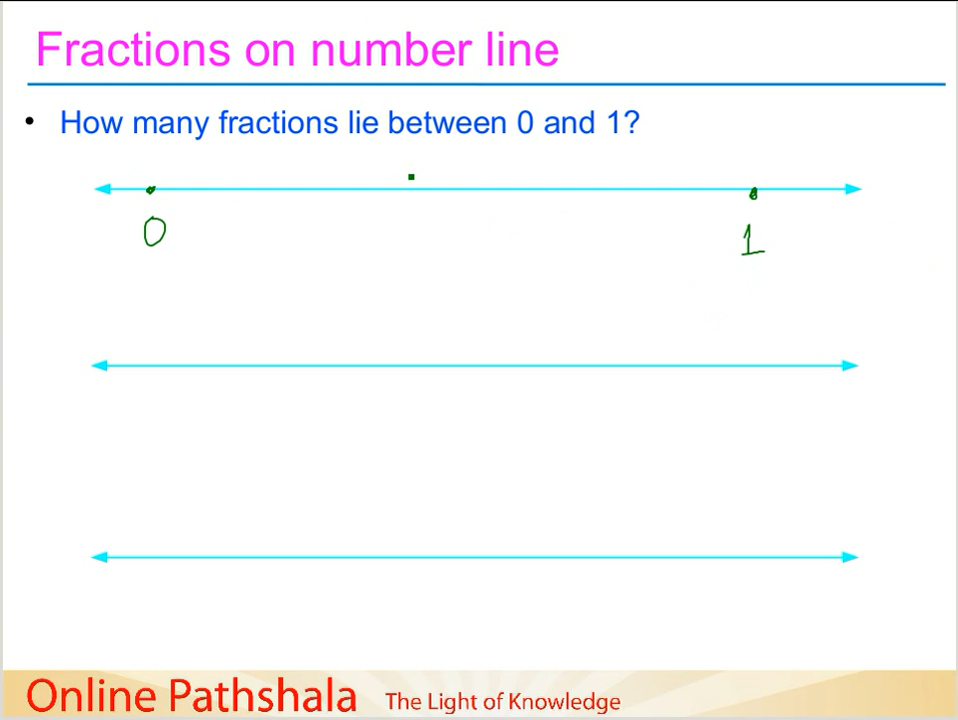 Fractions on number line
• How many fractions lie between 0 and 1?
0 1
Online Pathshala The Light of Knowledge